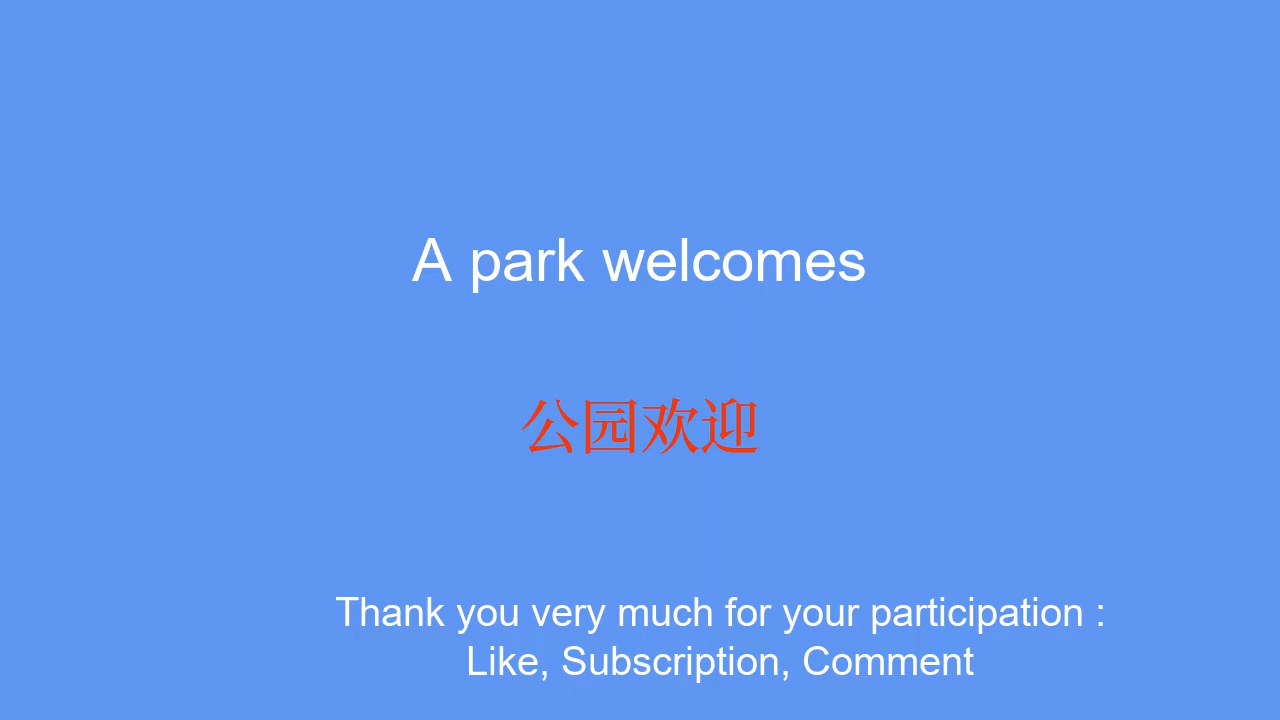 A park welcomes
公园欢迎
Thank you very much for your participation :
Like, Subscription, Comment